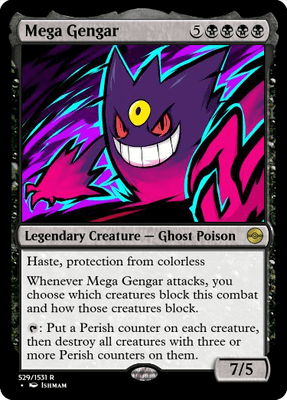 Mega Gengar 5
Legendary Creature — Ghost Poison
Haste, protection from colorless
Whenever Mega Gengar attacks, you
choose which creatures block this combat
and how those creatures block.
: Put a Perish counter on each creature,
then destroy all creatures with three or
more Perish counters on them.
7/5
529/1531 R
• Ishmam